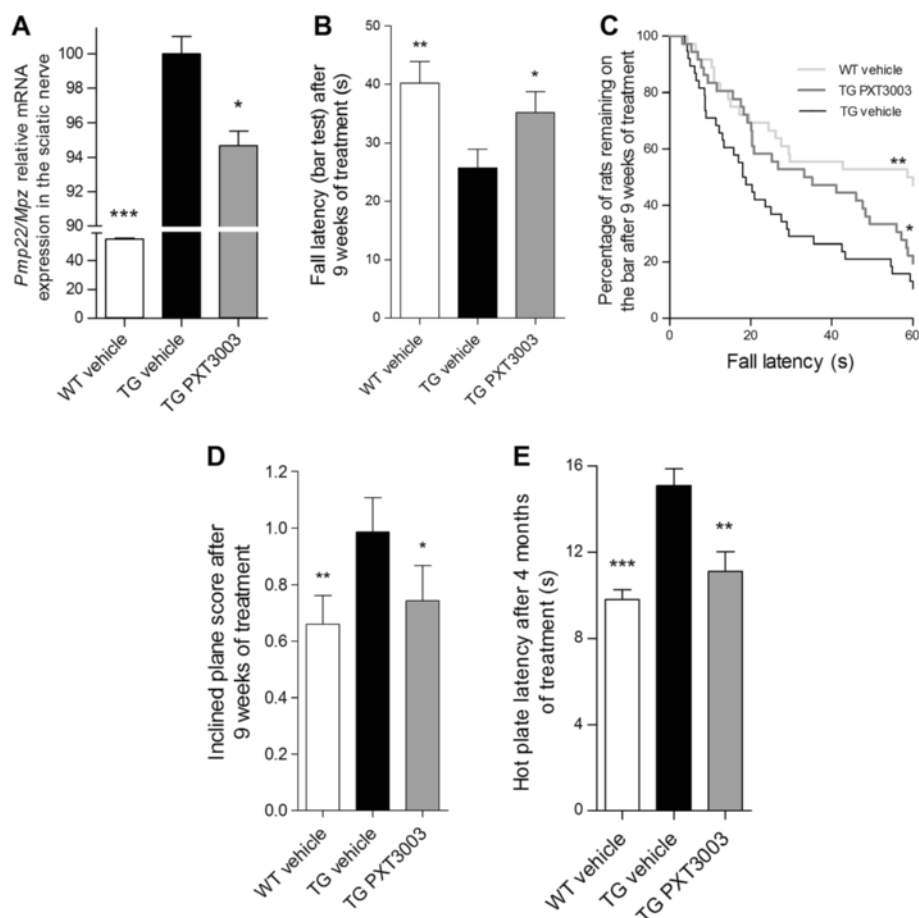 A
Pmp22/Mpz relative mRNA
expression in the sciatic nerve
100
98
96
94
92
90
40
20
0
***
*
WT vehicle
TG vehicle
TG PXT3003
B
Fall latency (bar test) after
9 weeks of treatment (s)
60
50
40
30
20
10
0
**
*
WT vehicle
TG vehicle
TG PXT3003
C
Percentage of rats remaining on
the bar after 9 weeks of treatment
100
80
60
40
20
0
WT vehicle
TG PXT3003
TG vehicle
**
*
0
20
40
60
Fall latency (s)
D
Inclined plane score after
9 weeks of treatment
1.2
1.0
0.8
0.6
0.4
0.2
0.0
**
*
WT vehicle
TG vehicle
TG PXT3003
E
Hot plate latency after 4 months
of treatment (s)
16
12
8
4
0
***
**
WT vehicle
TG vehicle
TG PXT3003